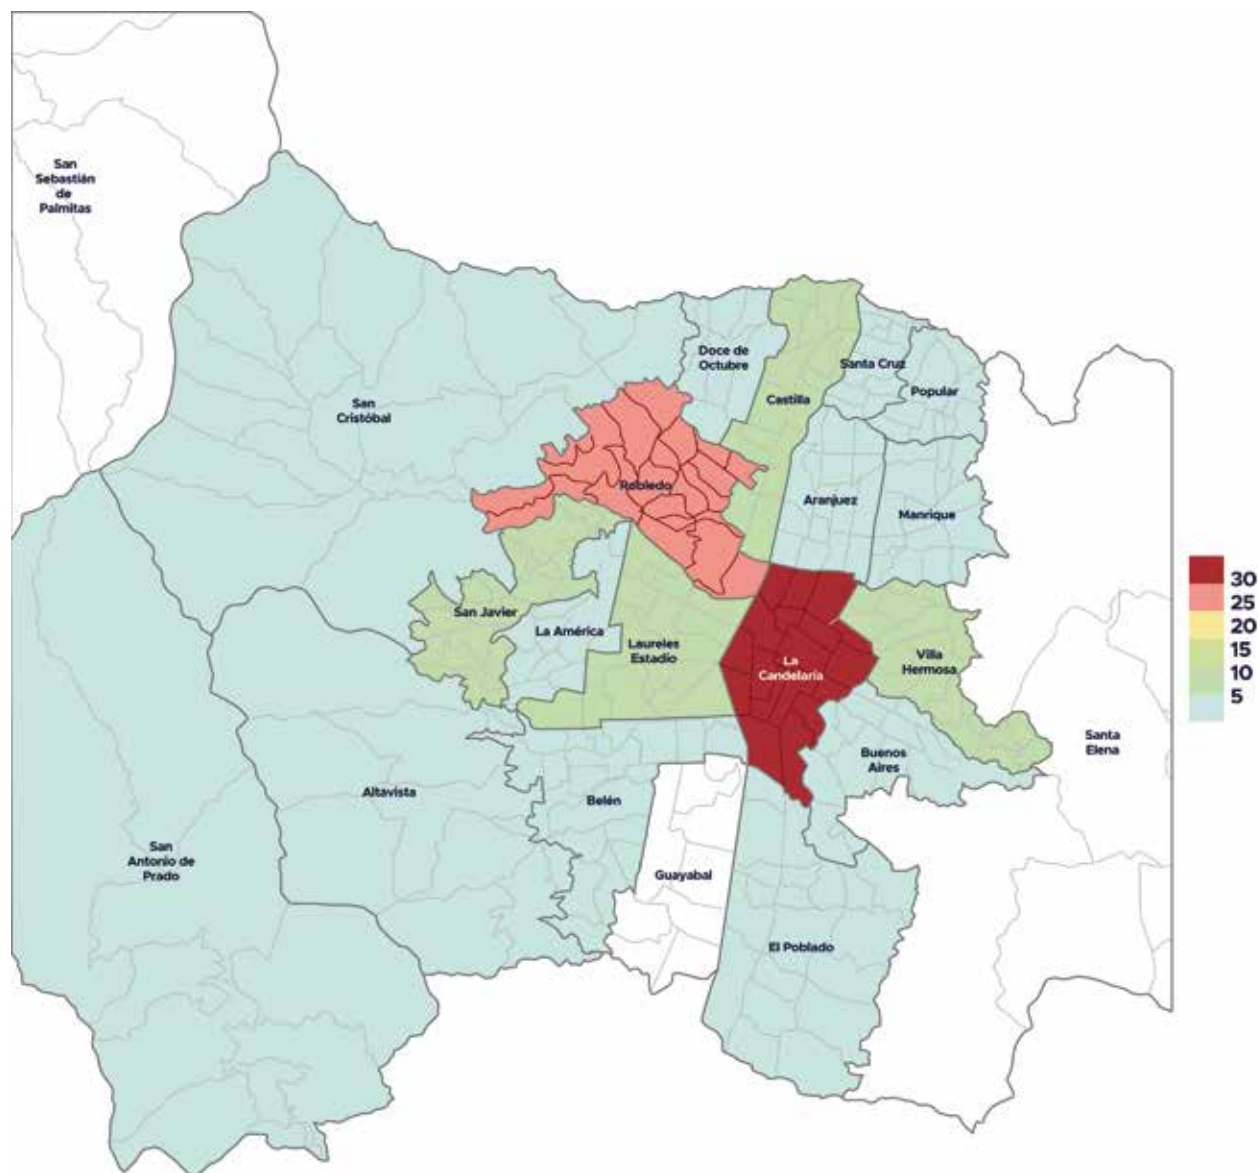 San
Sebastián
de
Palmitas
Doce de
Octubre
Santa Cruz
Popular
San
Cristóbal
Castilla
Robledo
Aranjuez
Manrique
San Javier
La América
Laureles
Estadio
La
Candelaria
Villa
Hermosa
Santa
Elena
Buenos
Aires
Altavista
Belén
San
Antonio de
Prado
Guayabal
El Poblado
30
25
20
15
10
5